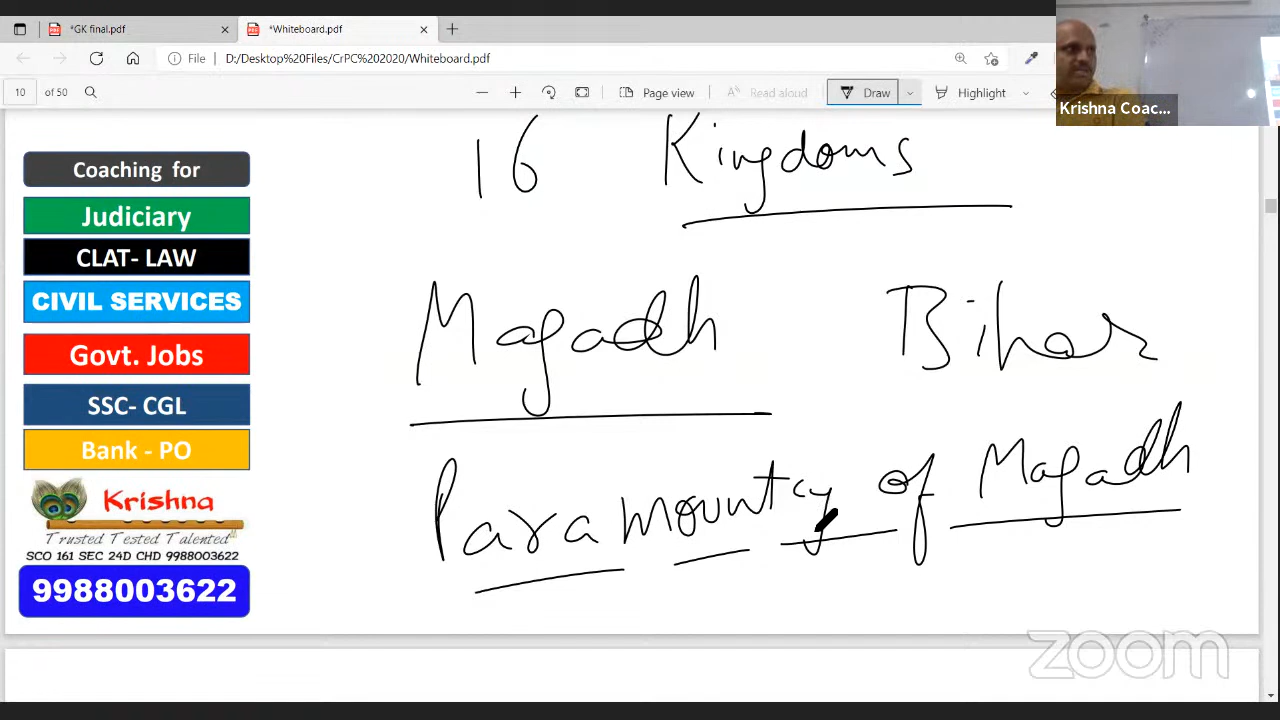 *GK final.pdf
*Whiteboard.pdf
File D:/Desktop%20Files/CrPC%202020/Whiteboard.pdf
10 of 50
Page view
Read aloud
Draw
Highlight
Krishna Coac...
Coaching for
Judiciary
CLAT- LAW
CIVIL SERVICES
Govt. Jobs
SSC- CGL
Bank - PO
Krishna
Trusted Tested Talented
SCO 161 SEC 24D CHD 9988003622
9988003622
16 Kingdoms
Magadh Bihar
Paramountcy of Magadh
zoom